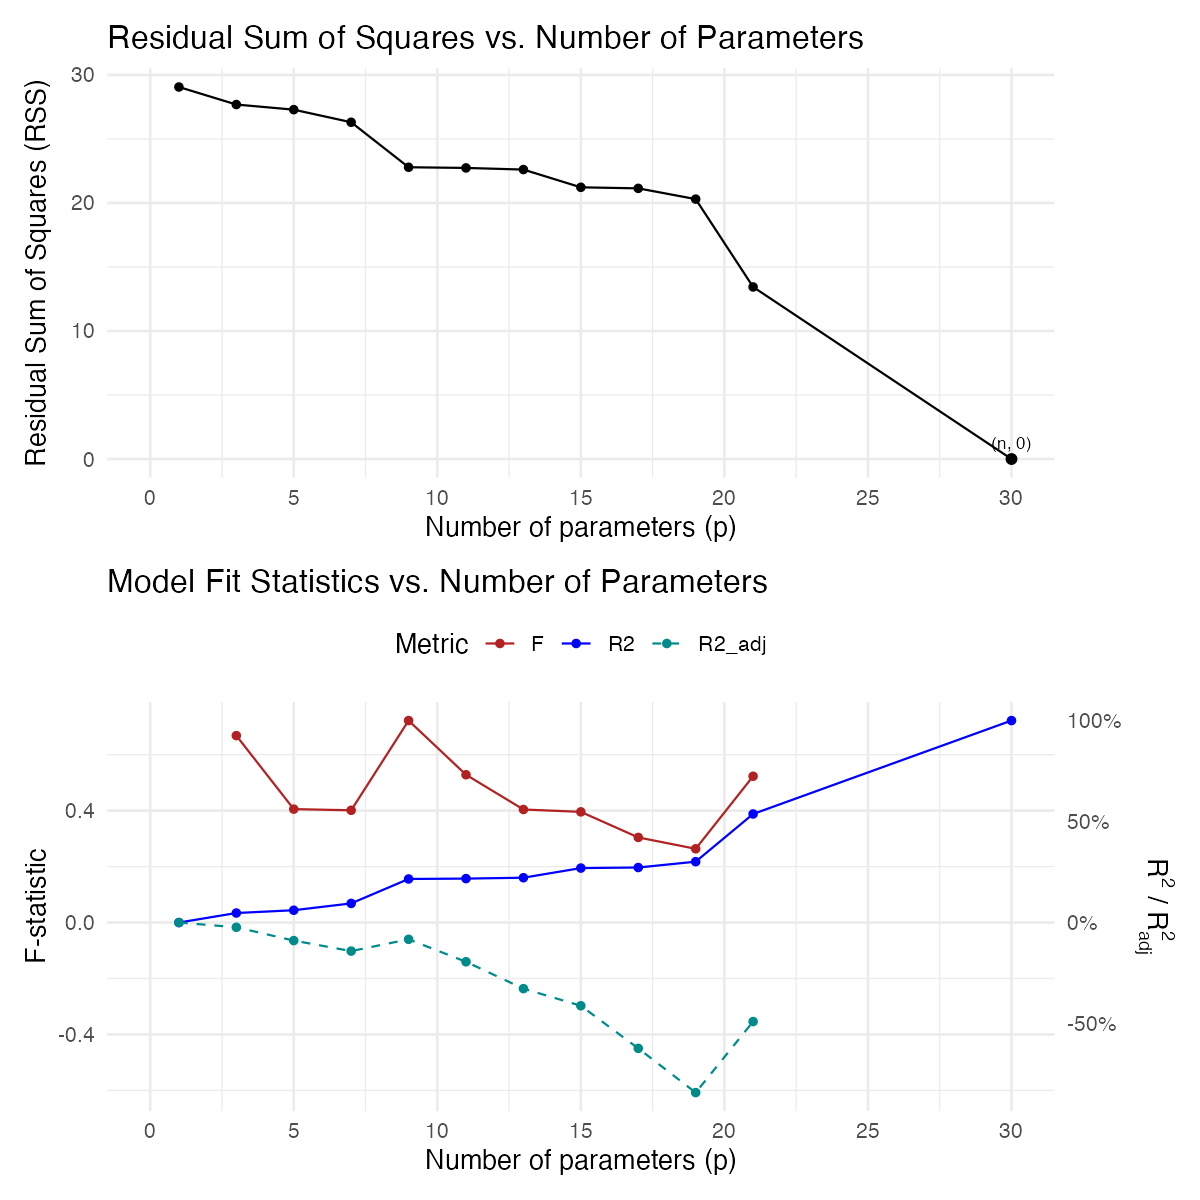 Residual Sum of Squares vs. Number of Parameters
Residual Sum of Squares (RSS)
30
20
10
0
(n, 0)
0 5 10 15 20 25 30
Number of parameters (p)
Model Fit Statistics vs. Number of Parameters
Metric F R2 R2_adj
F-statistic
0.4
0.0
-0.4
100%
50%
0%
-50%
R² / R²adj
0 5 10 15 20 25 30
Number of parameters (p)